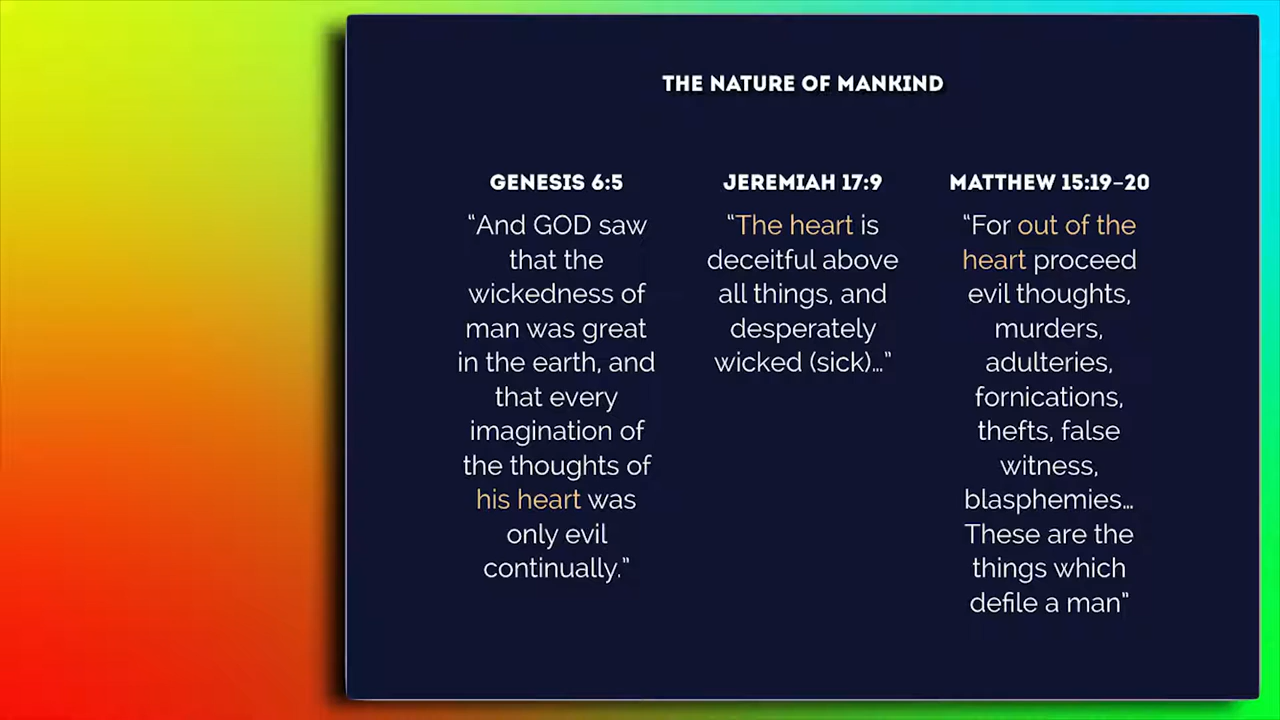 THE NATURE OF MANKIND
GENESIS 6:5
“And GOD saw
that the
wickedness of
man was great
in the earth, and
that every
imagination of
the thoughts of
his heart was
only evil
continually.”
JEREMIAH 17:9
“The heart is
deceitful above
all things, and
desperately
wicked (sick)…”
MATTHEW 15:19–20
“For out of the
heart proceed
evil thoughts,
murders,
adulteries,
fornications,
thefts, false
witness,
blasphemies…
These are the
things which
defile a man”